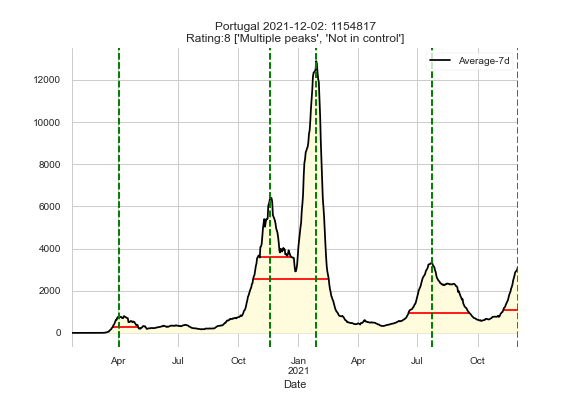 Portugal 2021-12-02: 1154817
Rating:8 ['Multiple peaks', 'Not in control']
Average-7d
12000
10000
8000
6000
4000
2000
0
Apr Jul Oct Jan Apr Jul Oct
2021
Date